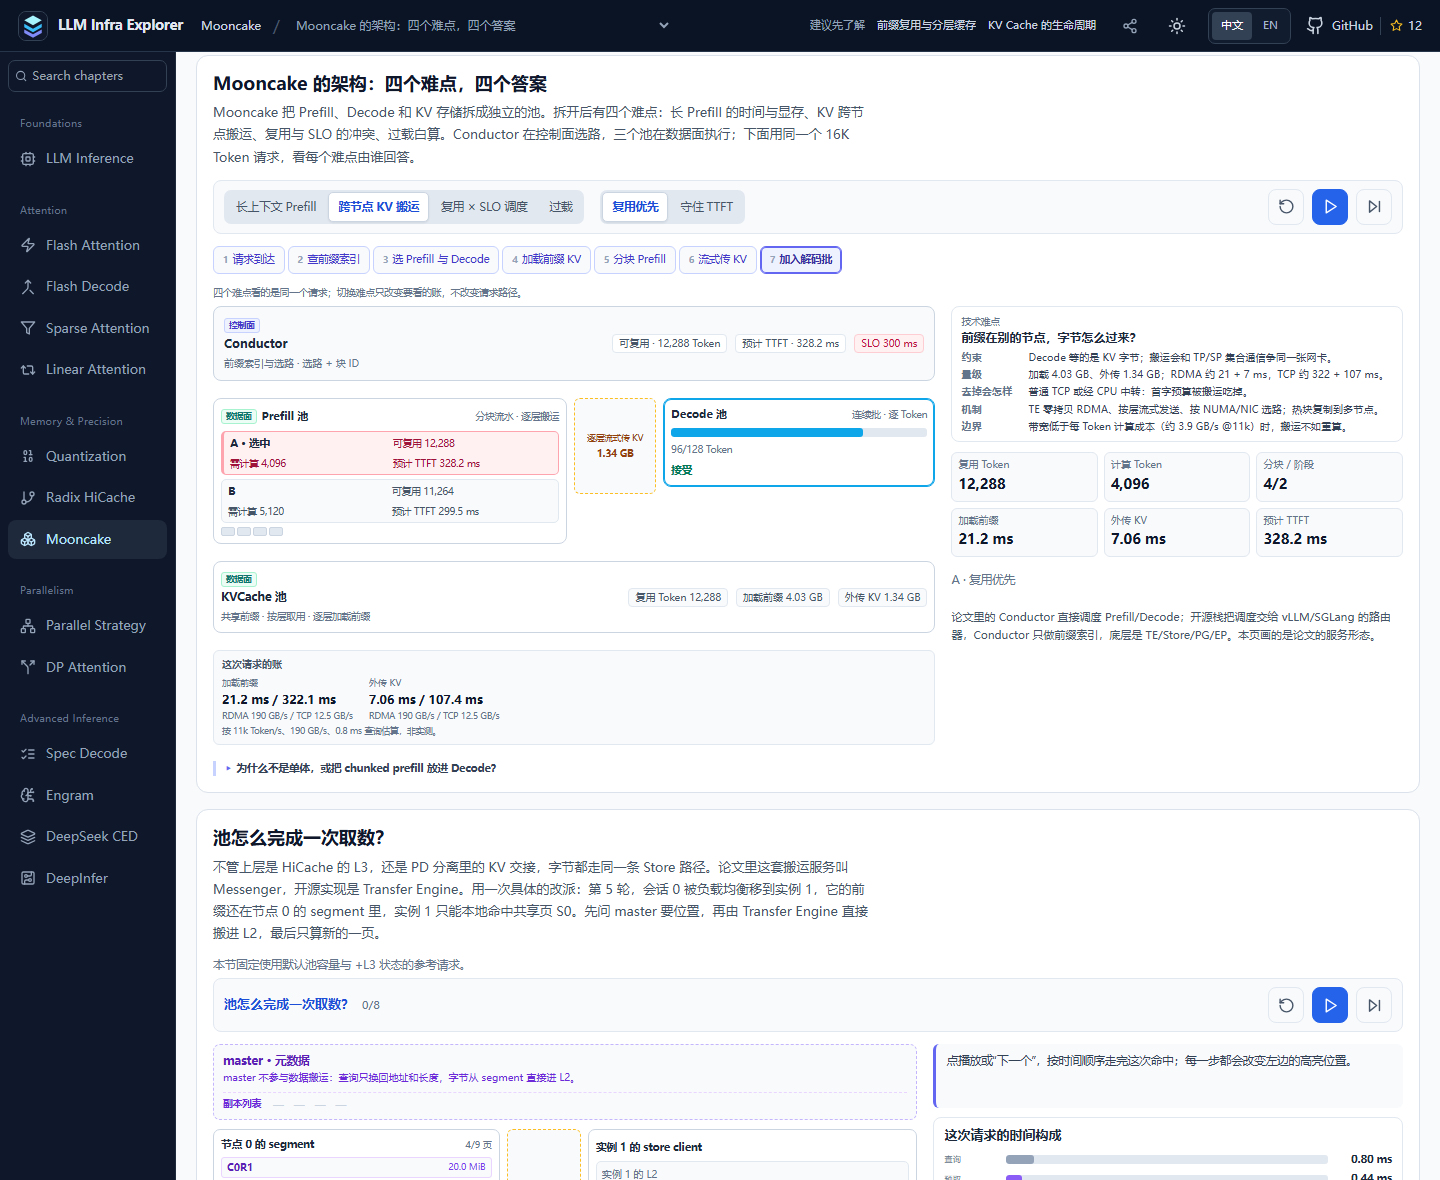 LLM Infra Explorer
Mooncake / Mooncake 的架构：四个难点，四个答案
建议先了解 前缀复用与分层缓存 KV Cache 的生命周期
中文 EN GitHub 12
Search chapters
Foundations
LLM Inference
Attention
Flash Attention
Flash Decode
Sparse Attention
Linear Attention
Memory & Precision
Quantization
Radix HiCache
Mooncake
Parallelism
Parallel Strategy
DP Attention
Advanced Inference
Spec Decode
Engram
DeepSeek CED
DeepInfer
Mooncake 的架构：四个难点，四个答案
Mooncake 把 Prefill、Decode 和 KV 存储拆成独立的池。拆开后有四个难点：长 Prefill 的时间与显存、KV 跨节
点搬运、复用与 SLO 的冲突、过载白算。Conductor 在控制面选路，三个池在数据面执行；下面用同一个 16K
Token 请求，看每个难点由谁回答。
长上下文 Prefill 跨节点 KV 搬运 复用 × SLO 调度 过载 复用优先 守住 TTFT
1 请求到达 2 查前缀索引 3 选 Prefill 与 Decode 4 加载前缀 KV 5 分块 Prefill 6 流式传 KV 7 加入解码批
四个难点看的是同一个请求；切换难点只改变要看的账，不改变请求路径。
控制面
Conductor
前缀索引与选路 · 选路 + 块 ID
可复用 · 12,288 Token 预计 TTFT · 328.2 ms SLO 300 ms
数据面 Prefill 池 分块流水 · 逐层搬运
A · 选中 可复用 12,288
需计算 4,096 预计 TTFT 328.2 ms
B 可复用 11,264
需计算 5,120 预计 TTFT 299.5 ms
逐层流式传 KV
1.34 GB
Decode 池 连续批 · 逐 Token
96/128 Token
接受
数据面
KVCache 池
共享前缀 · 按层取用 · 逐层加载前缀
复用 Token 12,288 加载前缀 4.03 GB 外传 KV 1.34 GB
这次请求的账
加载前缀 外传 KV
21.2 ms / 322.1 ms 7.06 ms / 107.4 ms
RDMA 190 GB/s / TCP 12.5 GB/s RDMA 190 GB/s / TCP 12.5 GB/s
按 11k Token/s、190 GB/s、0.8 ms 查询估算，非实测。
▸ 为什么不是单体，或把 chunked prefill 放进 Decode?
技术难点
前缀在别的节点，字节怎么过来？
约束 Decode 等的是 KV 字节；搬运会和 TP/SP 集合通信争同一张网卡。
量级 加载 4.03 GB、外传 1.34 GB；RDMA 约 21 + 7 ms，TCP 约 322 + 107 ms。
去掉会怎样 普通 TCP 或经 CPU 中转：首字预算被搬运吃掉。
机制 TE 零拷贝 RDMA、按层流式发送、按 NUMA/NIC 选路；热块复制到多节点。
边界 带宽低于每 Token 计算成本（约 3.9 GB/s @11k）时，搬运不如重算。
复用 Token 计算 Token 分块 / 阶段
12,288 4,096 4/2
加载前缀 外传 KV 预计 TTFT
21.2 ms 7.06 ms 328.2 ms
A · 复用优先
论文里的 Conductor 直接调度 Prefill/Decode；开源栈把调度交给 vLLM/SGLang 的路由
器，Conductor 只做前缀索引，底层是 TE/Store/PG/EP。本页画的是论文的服务形态。
池怎么完成一次取数？
不管上层是 HiCache 的 L3，还是 PD 分离里的 KV 交接，字节都走同一条 Store 路径。论文里这套搬运服务叫
Messenger，开源实现是 Transfer Engine。用一次具体的改派：第 5 轮，会话 0 被负载均衡移到实例 1，它的前
缀还在节点 0 的 segment 里，实例 1 只能本地命中共享页 S0。先问 master 要位置，再由 Transfer Engine 直接
搬进 L2，最后只算新的一页。
本节固定使用默认池容量与 +L3 状态的参考请求。
池怎么完成一次取数？ 0/8
master · 元数据
master 不参与数据搬运：查询只换回地址和长度，字节从 segment 直接进 L2。
副本列表 — — — —
节点 0 的 segment 4/9 页
C0R1 20.0 MiB
实例 1 的 store client
实例 1 的 L2
点播放或“下一个”，按时间顺序走完这次命中；每一步都会改变左边的高亮位置。
这次请求的时间构成
查询 0.80 ms
预取 0.44 ms